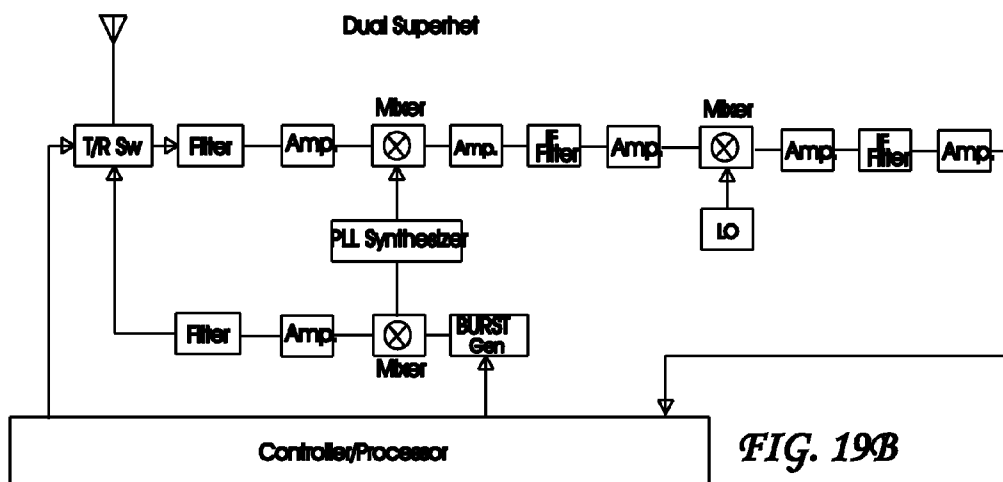 Dual Superhet
Mixer
Mixer
T/R Sw
Filter
Amp.
Amp.
IF
Filter
Amp.
Amp.
IF
Filter
Amp.
PLL Synthesizer
LO
Filter
Amp.
BURST
Gen
Mixer
Controller/Processor
FIG. 19B